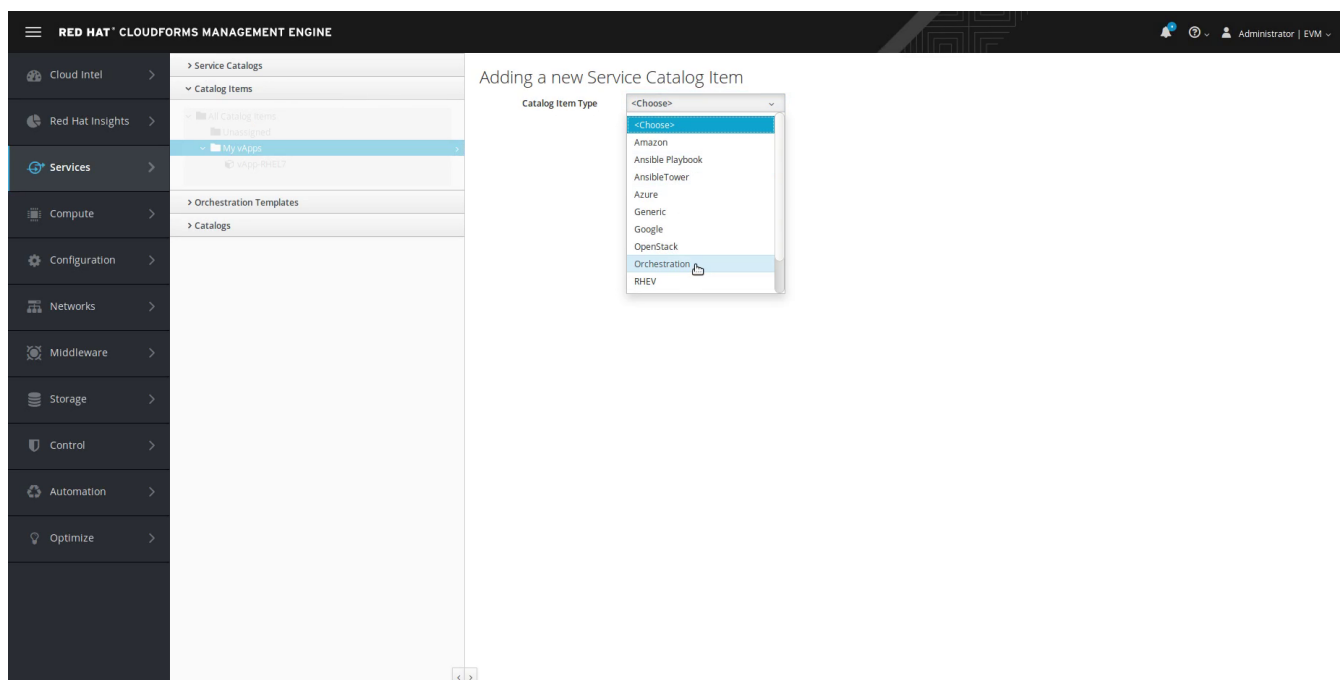 RED HAT® CLOUDFORMS MANAGEMENT ENGINE
Administrator | EVM
Cloud Intel
Red Hat Insights
Services
Compute
Configuration
Networks
Middleware
Storage
Control
Automation
Optimize
Service Catalogs
Catalog Items
All Catalog Items
Unassigned
My vApps
vApp-RHEL7
Orchestration Templates
Catalogs
Adding a new Service Catalog Item
Catalog Item Type <Choose>
<Choose>
Amazon
Ansible Playbook
AnsibleTower
Azure
Generic
Google
OpenStack
Orchestration
RHEV